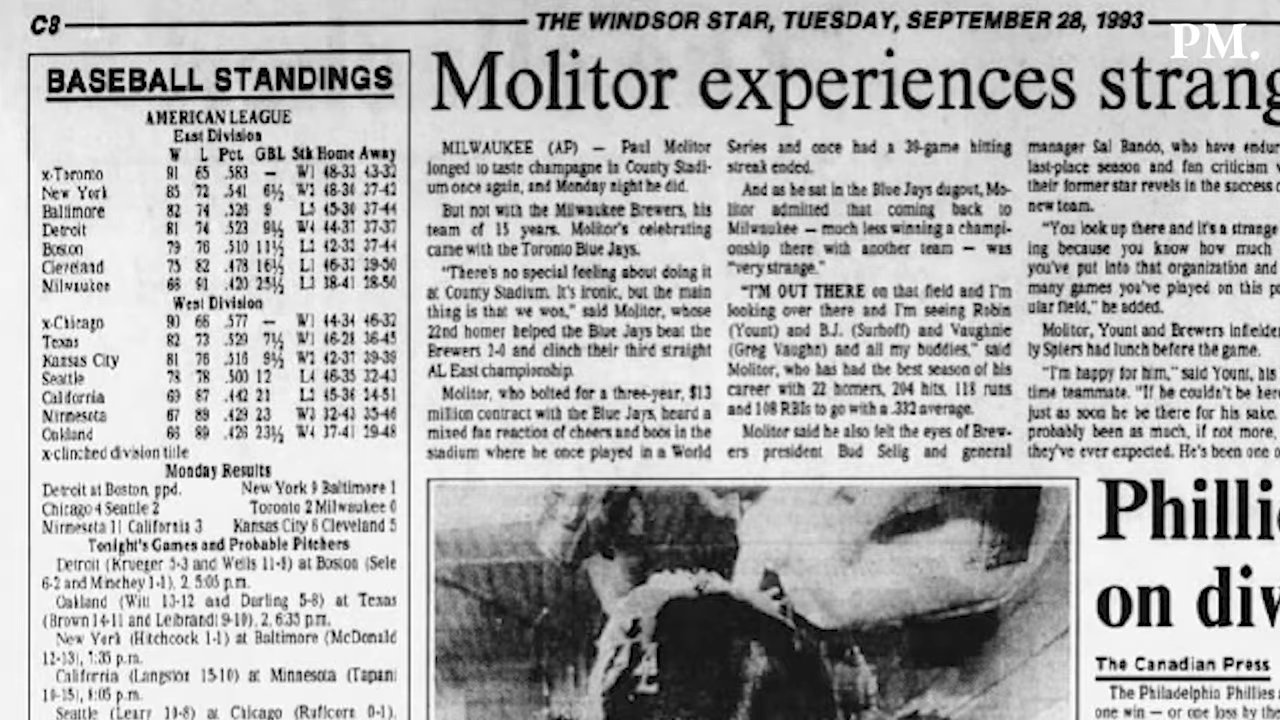 C8
THE WINDSOR STAR, TUESDAY, SEPTEMBER 28, 1993
PM.
BASEBALL STANDINGS
AMERICAN LEAGUE
East Division
W L Pct. GBL Stk Home Away
x-Toronto 91 65 .583 — W1 48-33 43-32
New York 85 72 .541 6½ W2 48-30 37-42
Baltimore 82 74 .526 9 L3 45-30 37-44
Detroit 81 74 .523 9½ W4 44-37 37-37
Boston 79 76 .510 11½ L2 42-32 37-44
Cleveland 75 82 .478 16½ L1 46-32 29-50
Milwaukee 66 91 .420 25½ L3 38-41 28-50
West Division
x-Chicago 90 66 .577 — W1 44-34 46-32
Texas 82 73 .529 7½ W1 46-28 36-45
Kansas City 81 76 .516 9½ W2 42-37 39-39
Seattle 78 78 .500 12 L4 46-35 32-43
California 69 87 .442 21 L2 45-36 24-51
Minnesota 67 89 .429 23 W3 32-43 35-46
Oakland 66 89 .426 23½ W4 37-41 29-48
x-clinched division title
Monday Results
Detroit at Boston, ppd. New York 9 Baltimore 1
Chicago 4 Seattle 2 Toronto 2 Milwaukee 0
Minnesota 11 California 3 Kansas City 6 Cleveland 5
Tonight's Games and Probable Pitchers
Detroit (Krueger 5-3 and Wells 11-9) at Boston (Sele
6-2 and Minchey 1-1), 2, 5:05 p.m.
Oakland (Witt 13-12 and Darling 5-8) at Texas
(Brown 14-11 and Leibrandt 9-10), 2, 6:35 p.m.
New York (Hitchcock 1-1) at Baltimore (McDonald
12-13), 7:35 p.m.
California (Langston 15-10) at Minnesota (Tapani
10-15), 8:05 p.m.
Seattle (Leary 11-8) at Chicago (Ruffcorn 0-1),
Molitor experiences strang
MILWAUKEE (AP) — Paul Molitor
longed to taste champagne in County Stadi-
um once again, and Monday night he did.
But not with the Milwaukee Brewers, his
team of 15 years. Molitor's celebrating
came with the Toronto Blue Jays.
"There's no special feeling about doing it
at County Stadium. It's ironic, but the main
thing is that we won," said Molitor, whose
22nd homer helped the Blue Jays beat the
Brewers 2-0 and clinch their third straight
AL East championship.
Molitor, who bolted for a three-year, $13
million contract with the Blue Jays, heard a
mixed fan reaction of cheers and boos in the
stadium where he once played in a World
Series and once had a 39-game hitting
streak ended.
And as he sat in the Blue Jays dugout, Mo-
litor admitted that coming back to
Milwaukee — much less winning a champi-
onship there with another team — was
"very strange."
"I'M OUT THERE on that field and I'm
looking over there and I'm seeing Robin
(Yount) and B.J. (Surhoff) and Vaughnie
(Greg Vaughn) and all my buddies," said
Molitor, who has had the best season of his
career with 22 homers, 204 hits, 118 runs
and 108 RBIs to go with a .332 average.
Molitor said he also felt the eyes of Brew-
ers president Bud Selig and general
manager Sal Bando, who have endur
last-place season and fan criticism
their former star revels in the success o
new team.
"You look up there and it's a strange
ing because you know how much
you've put into that organization and
many games you've played on this p
ular field," he added.
Molitor, Yount and Brewers infielde
ly Spiers had lunch before the game.
"I'm happy for him," said Yount, his
time teammate. "If he couldn't be here
just as soon he be there for his sake.
probably been as much, if not more,
they've ever expected. He's been one o
Philli
on div
The Canadian Press
The Philadelphia Phillies
one win — or one loss by the